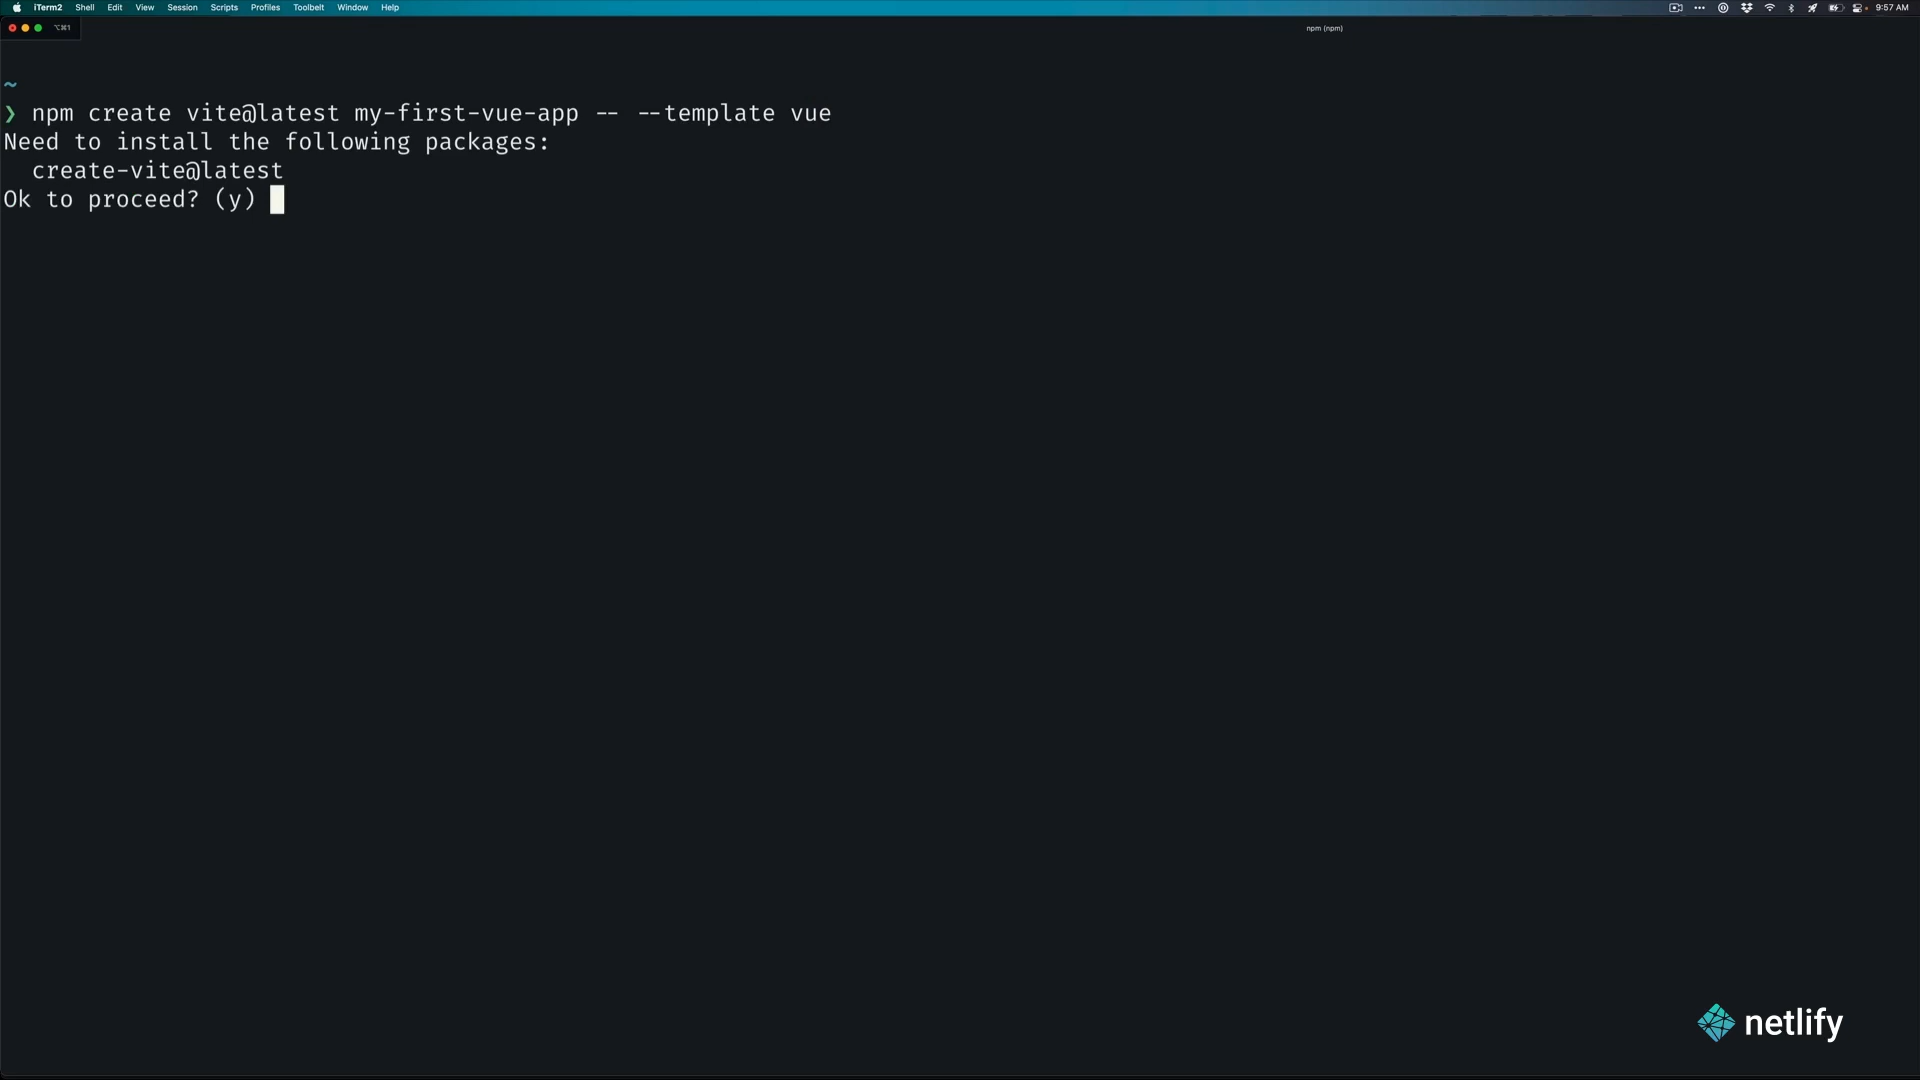 iTerm2 Shell Edit View Session Scripts Profiles Toolbelt Window Help 9:57 AM
⌥⌘1 npm (npm)
~
❯ npm create vite@latest my-first-vue-app -- --template vue
Need to install the following packages:
  create-vite@latest
Ok to proceed? (y)
netlify